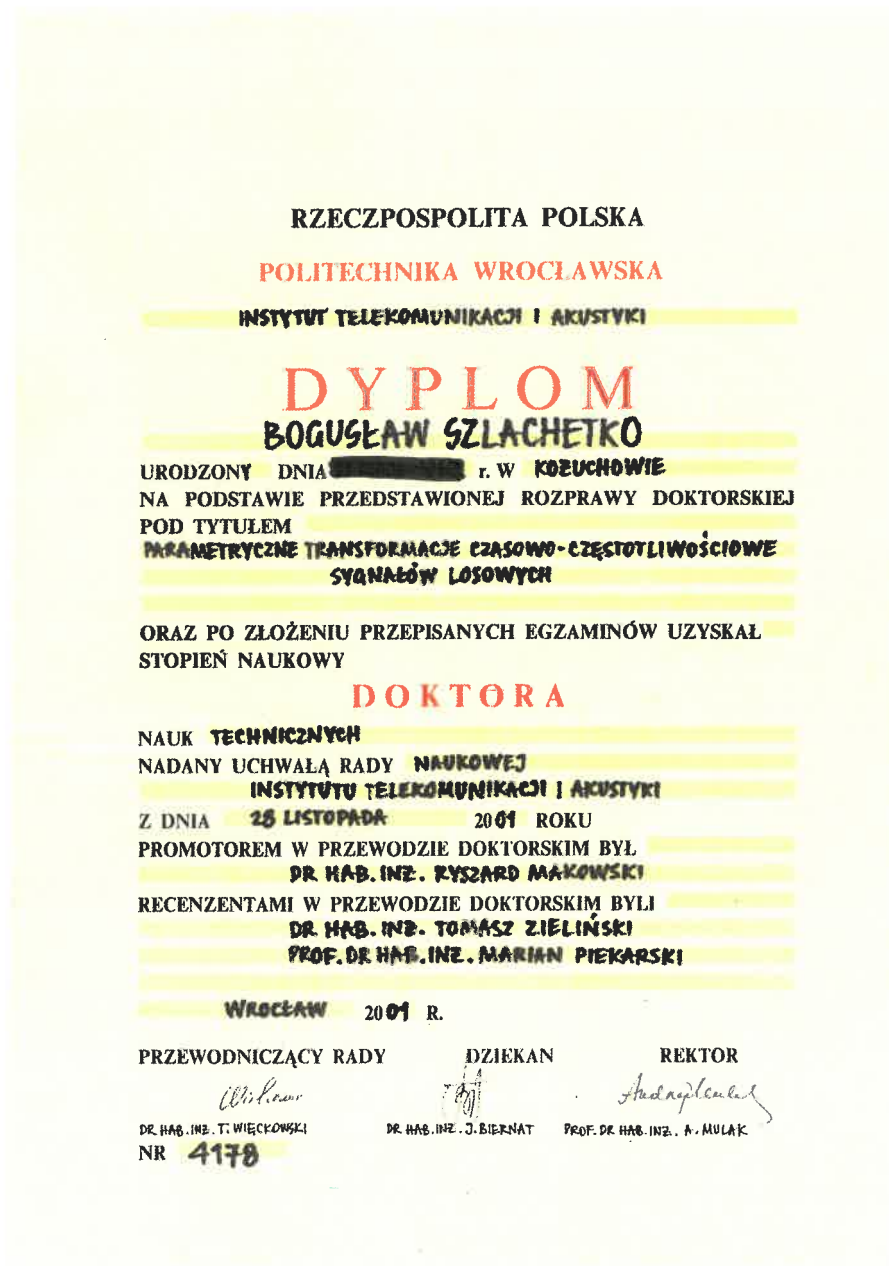 RZECZPOSPOLITA POLSKA
POLITECHNIKA WROCŁAWSKA
INSTYTUT TELEKOMUNIKACJI I AKUSTYKI
DYPLOM
BOGUSŁAW SZLACHETKO
URODZONY DNIA r. W KOŻUCHOWIE
NA PODSTAWIE PRZEDSTAWIONEJ ROZPRAWY DOKTORSKIEJ
POD TYTUŁEM
PARAMETRYCZNE TRANSFORMACJE CZASOWO-CZĘSTOTLIWOŚCIOWE
SYGNAŁÓW LOSOWYCH
ORAZ PO ZŁOŻENIU PRZEPISANYCH EGZAMINÓW UZYSKAŁ
STOPIEŃ NAUKOWY
DOKTORA
NAUK TECHNICZNYCH
NADANY UCHWAŁĄ RADY NAUKOWEJ
INSTYTUTU TELEKOMUNIKACJI I AKUSTYKI
Z DNIA LISTOPADA 2001 ROKU
PROMOTOREM W PRZEWODZIE DOKTORSKIM BYŁ
DR HAB. INŻ. RYSZARD MAKOWSKI
RECENZENTAMI W PRZEWODZIE DOKTORSKIM BYLI
DR HAB. INŻ. TOMASZ ZIELIŃSKI
PROF. DR HAB. INŻ. MARIAN PIEKARSKI
WROCŁAW 2001 R.
PRZEWODNICZĄCY RADY DZIEKAN REKTOR
DR. HAB. INŻ. T. WIĘCKOWSKI DR HAB. INŻ. J. BIERNAT PROF. DR HAB. INŻ. A. MULAK
NR 4178